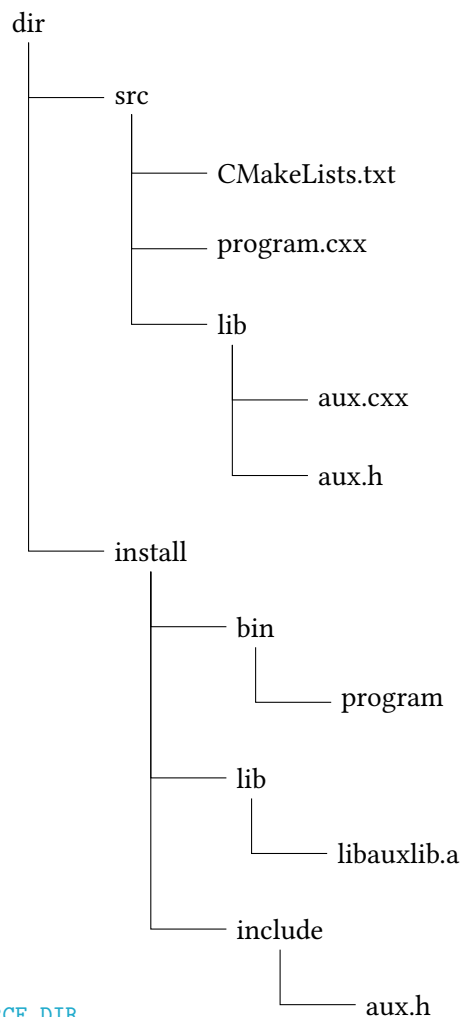 dir
src
CMakeLists.txt
program.cxx
lib
aux.cxx
aux.h
install
bin
program
lib
libauxlib.a
include
aux.h